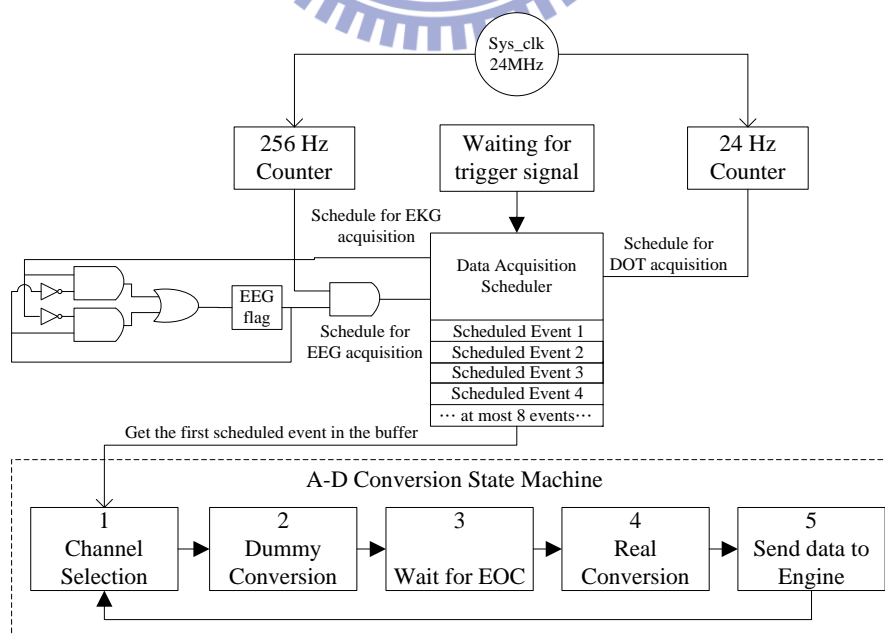 Sys_clk
24MHz
256 Hz
Counter
Waiting for
trigger signal
24 Hz
Counter
Schedule for EKG
acquisition
Schedule for
DOT acquisition
Data Acquisition
Scheduler
EEG
flag
Schedule for
EEG acquisition
Scheduled Event 1
Scheduled Event 2
Scheduled Event 3
Scheduled Event 4
··· at most 8 events···
Get the first scheduled event in the buffer
A-D Conversion State Machine
1
Channel
Selection
2
Dummy
Conversion
3
Wait for EOC
4
Real
Conversion
5
Send data to
Engine